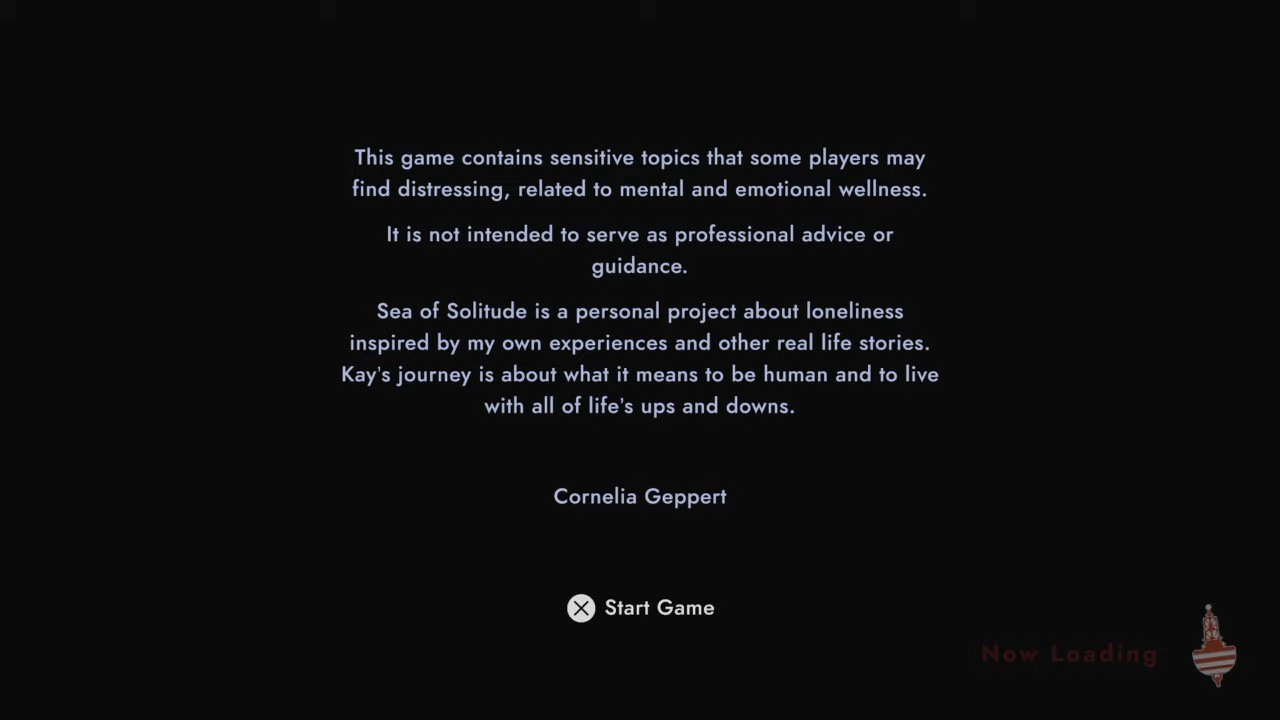 This game contains sensitive topics that some players may
find distressing, related to mental and emotional wellness.
It is not intended to serve as professional advice or
guidance.
Sea of Solitude is a personal project about loneliness
inspired by my own experiences and other real life stories.
Kay's journey is about what it means to be human and to live
with all of life's ups and downs.
Cornelia Geppert
Start Game
Now Loading